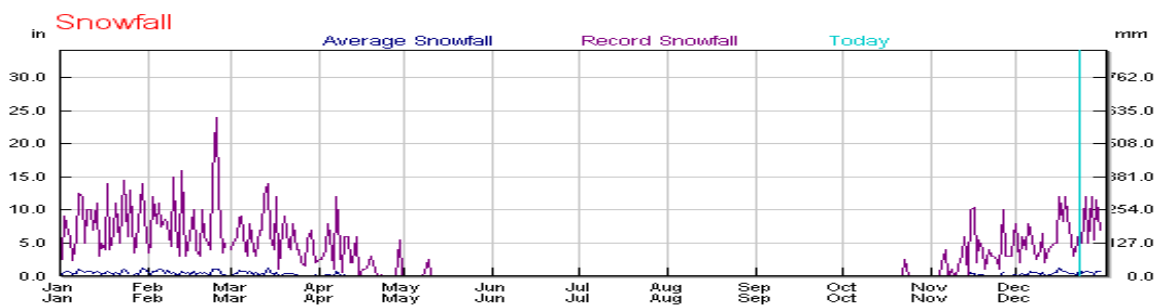 Snowfall
in
Average Snowfall Record Snowfall Today
mm
30.0 762.0
25.0 635.0
20.0 508.0
15.0 381.0
10.0 254.0
5.0 127.0
0.0 0.0
Jan Feb Mar Apr May Jun Jul Aug Sep Oct Nov Dec
Jan Feb Mar Apr May Jun Jul Aug Sep Oct Nov Dec